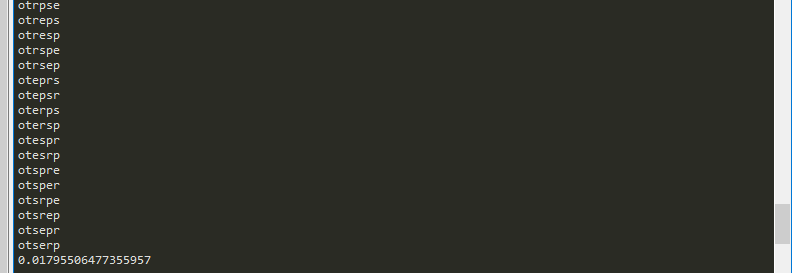 otrpse
otreps
otresp
otrspe
otrsep
oteprs
otepsr
oterps
otersp
otespr
otesrp
otspre
otsper
otsrpe
otsrep
otsepr
otserp
0.01795506477355957